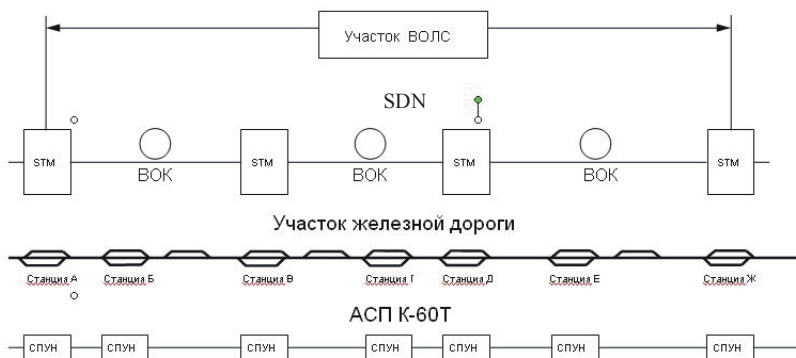 Участок ВОЛС
SDN
STM STM STM STM
ВОК ВОК ВОК
Участок железной дороги
Станция А Станция Б Станция В Станция Г Станция Д Станция Е Станция Ж
АСП К-60Т
СПУН СПУН СПУН СПУН СПУН СПУН СПУН